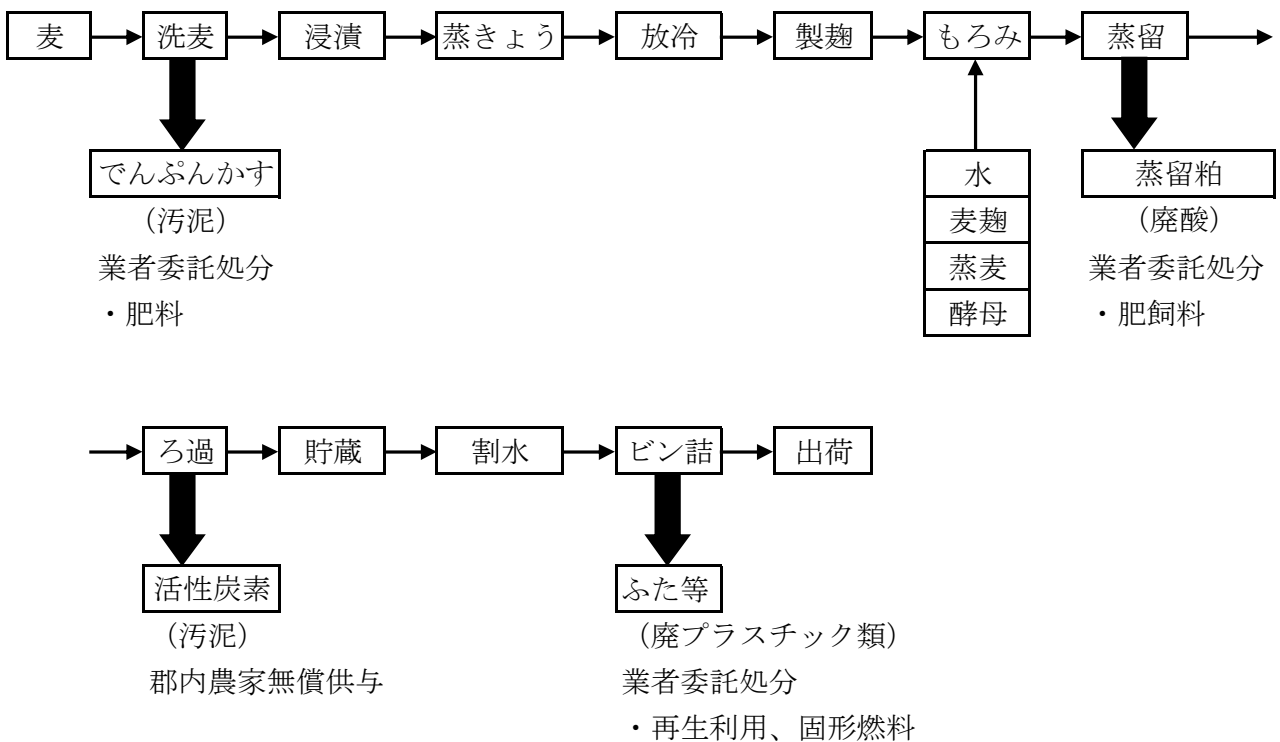 麦 洗麦 浸漬 蒸きょう 放冷 製麹 もろみ 蒸留
でんぷんかす 水 蒸留粕
(汚泥) 麦麹 (廃酸)
業者委託処分 蒸麦 業者委託処分
・肥料 酵母 ・肥飼料
ろ過 貯蔵 割水 ビン詰 出荷
活性炭素 ふた等
(汚泥) (廃プラスチック類)
郡内農家無償供与 業者委託処分
・再生利用、固形燃料